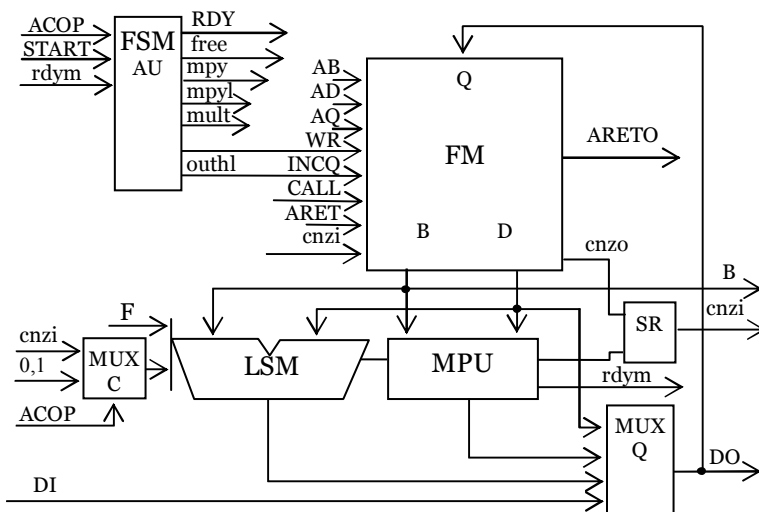 ACOP
START
rdym
FSM
AU
RDY
free
mpy
mpyl
mult
outhl
AB
AD
AQ
WR
INCQ
CALL
ARET
cnzi
Q
FM
B
D
ARETO
cnzo
B
cnzi
SR
F
cnzi
0,1
ACOP
MUX
C
LSM
MPU
rdym
MUX
Q
DI
DO